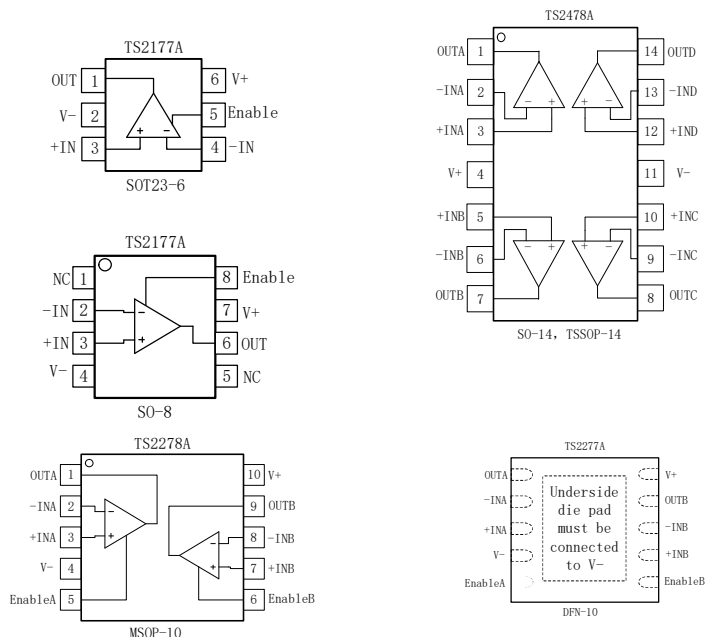 TS2177A
OUT 1 6 V+
V- 2 5 Enable
+IN 3 4 -IN
+ -
SOT23-6
TS2478A
OUTA 1 14 OUTD
-INA 2 13 -IND
- + + -
+INA 3 12 +IND
V+ 4 11 V-
+INB 5 10 +INC
- + + -
-INB 6 9 -INC
OUTB 7 8 OUTC
SO-14, TSSOP-14
TS2177A
NC 1 8 Enable
-IN 2 - 7 V+
+IN 3 + 6 OUT
V- 4 5 NC
SO-8
TS2278A
OUTA 1 10 V+
-INA 2 - 9 OUTB
+INA 3 + - 8 -INB
V- 4 + 7 +INB
EnableA 5 6 EnableB
MSOP-10
TS2277A
OUTA V+
-INA OUTB
+INA -INB
V- +INB
EnableA EnableB
Underside
die pad
must be
connected
to V-
DFN-10